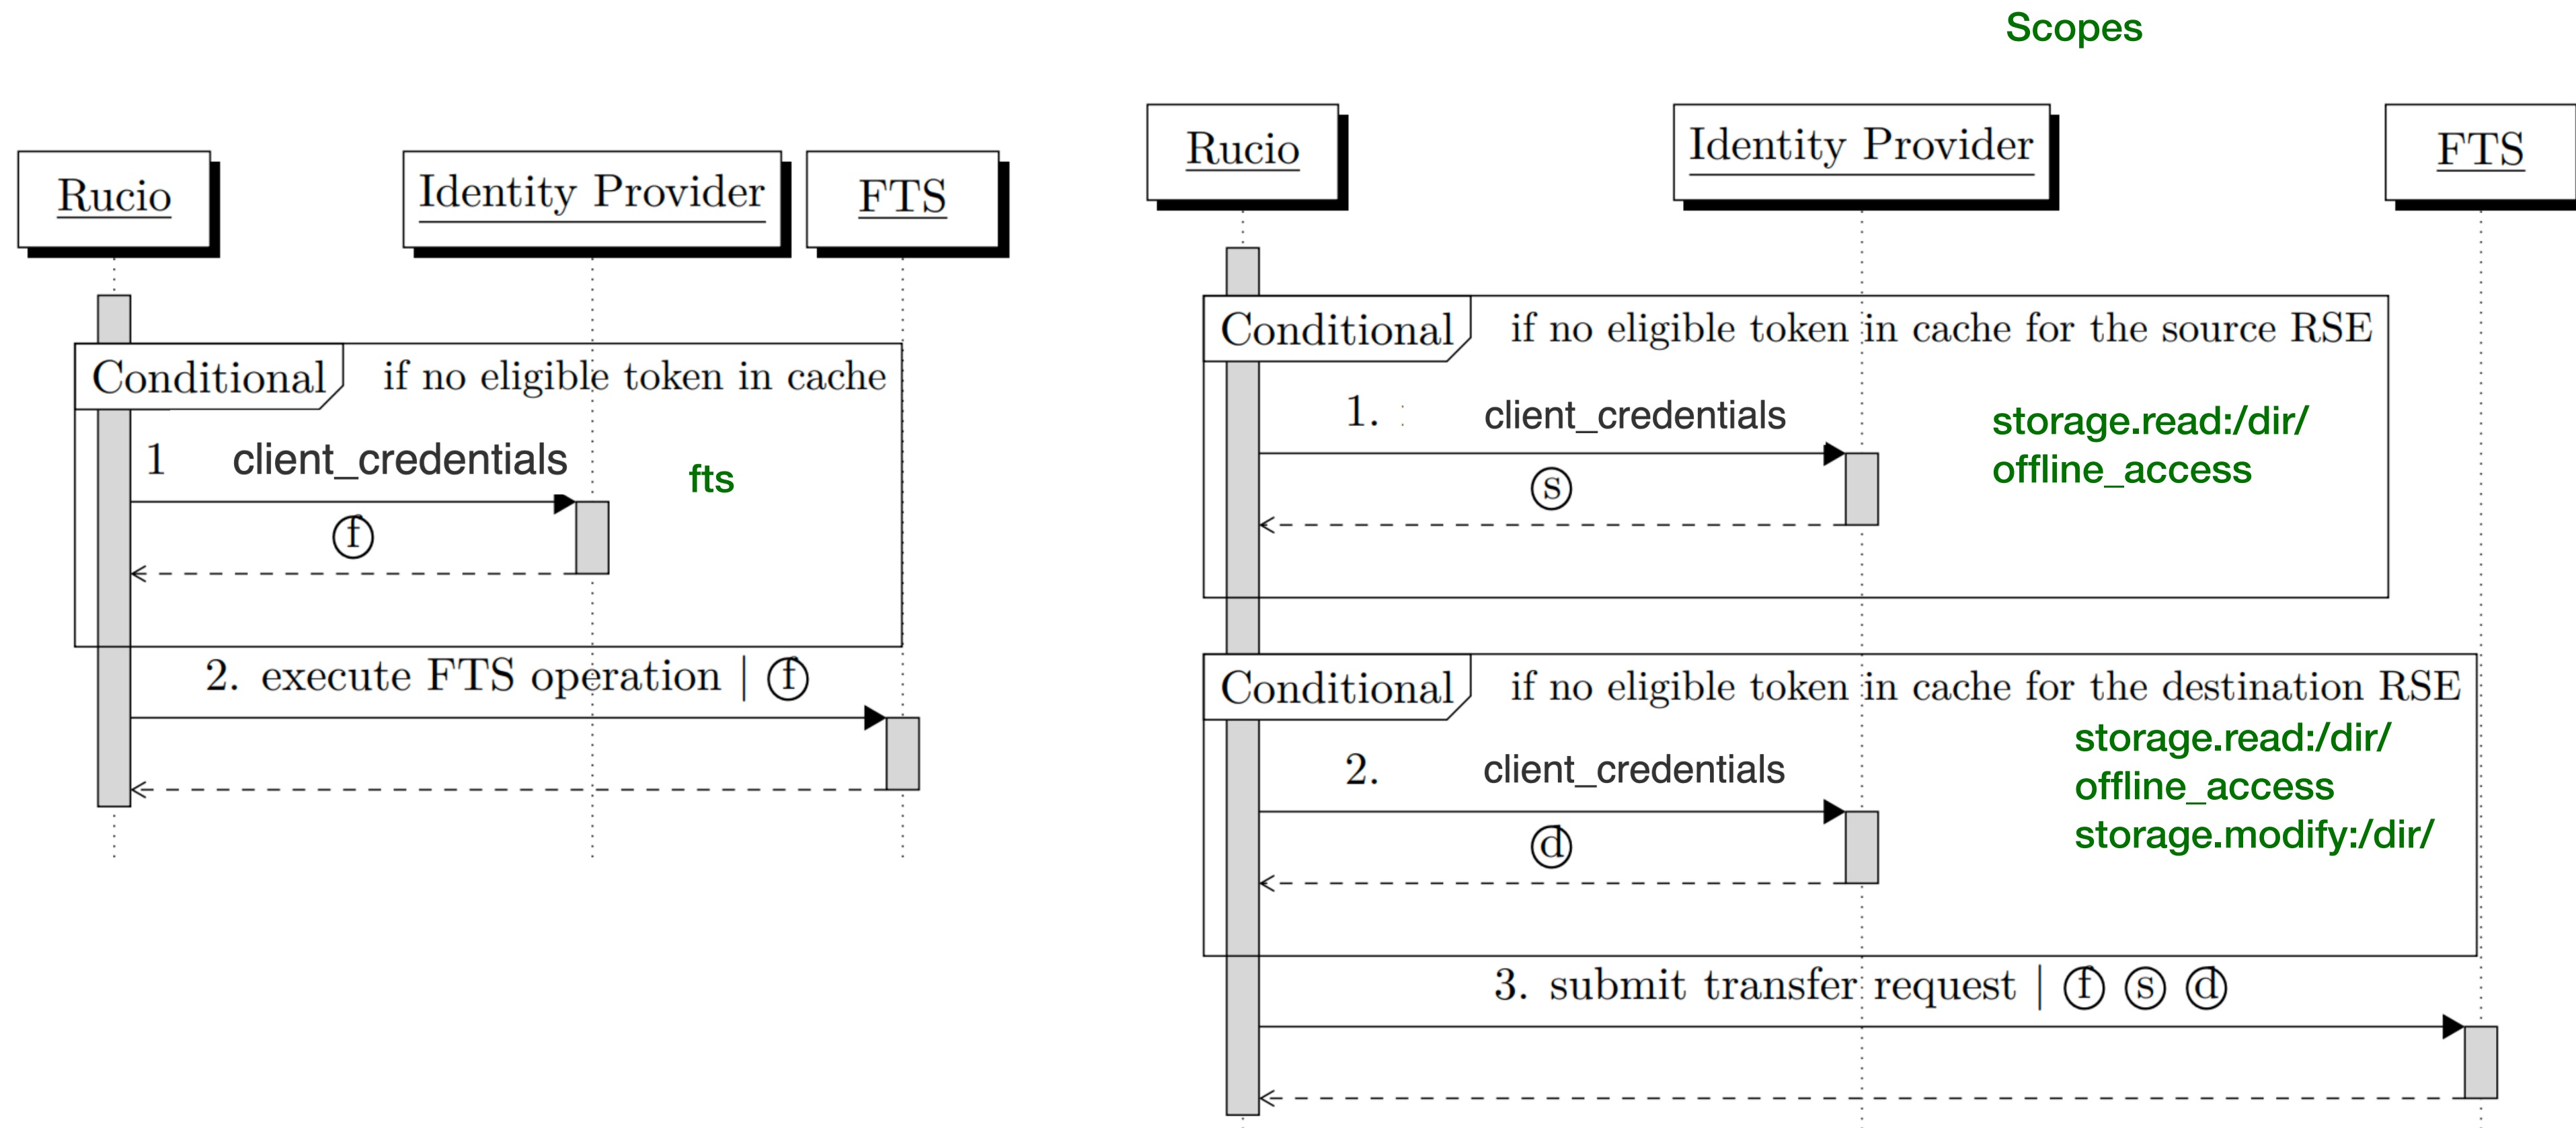 Scopes
Rucio
Identity Provider
FTS
Conditional
if no eligible token in cache
1
client_credentials
fts
f
2. execute FTS operation | f
Rucio
Identity Provider
FTS
Conditional
if no eligible token in cache for the source RSE
1.
client_credentials
storage.read:/dir/
offline_access
s
Conditional
if no eligible token in cache for the destination RSE
2.
client_credentials
storage.read:/dir/
offline_access
storage.modify:/dir/
d
3. submit transfer request | f s d